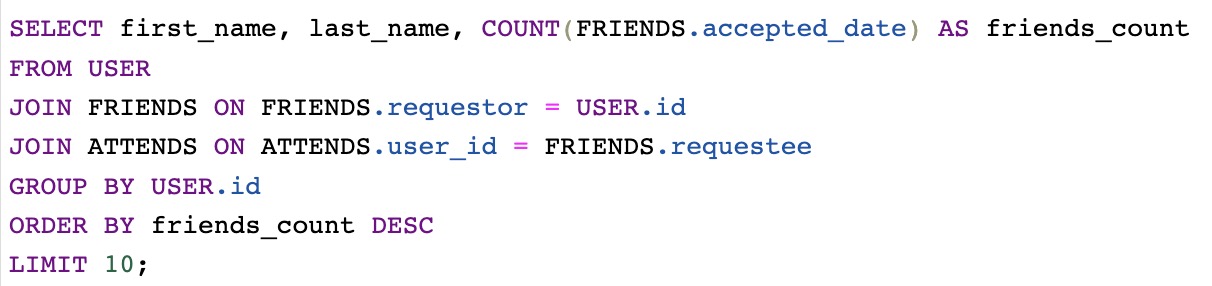 SELECT first_name, last_name, COUNT(FRIENDS.accepted_date) AS friends_count
FROM USER
JOIN FRIENDS ON FRIENDS.requestor = USER.id
JOIN ATTENDS ON ATTENDS.user_id = FRIENDS.requestee
GROUP BY USER.id
ORDER BY friends_count DESC
LIMIT 10;